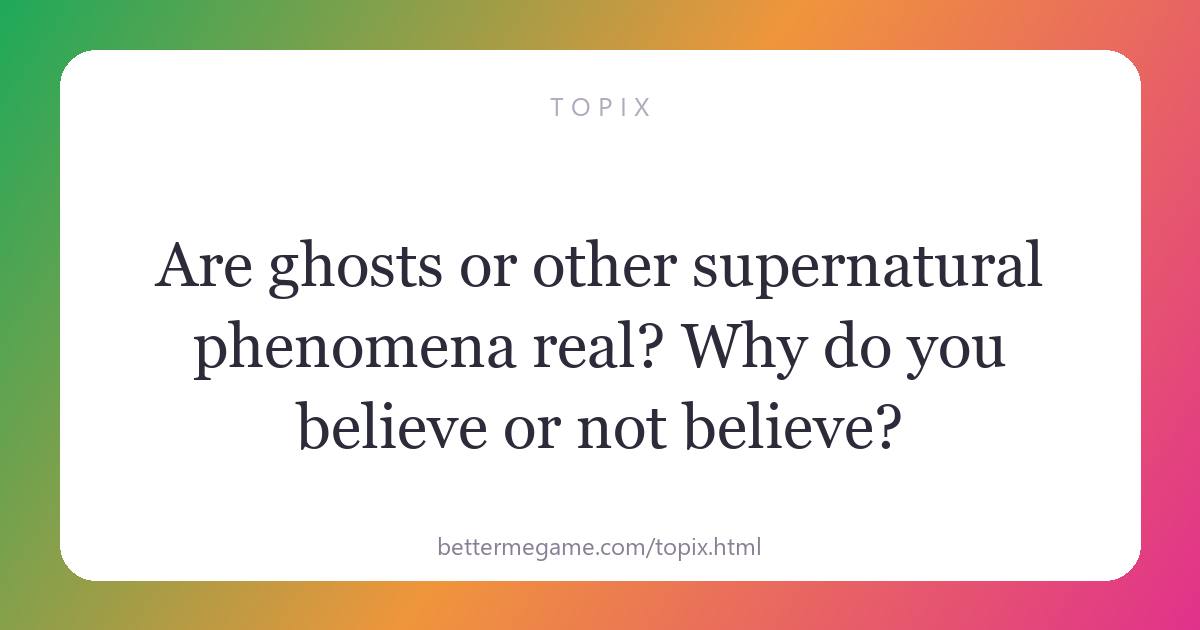 TOPIX
Are ghosts or other supernatural
phenomena real? Why do you
believe or not believe?
bettermegame.com/topix.html